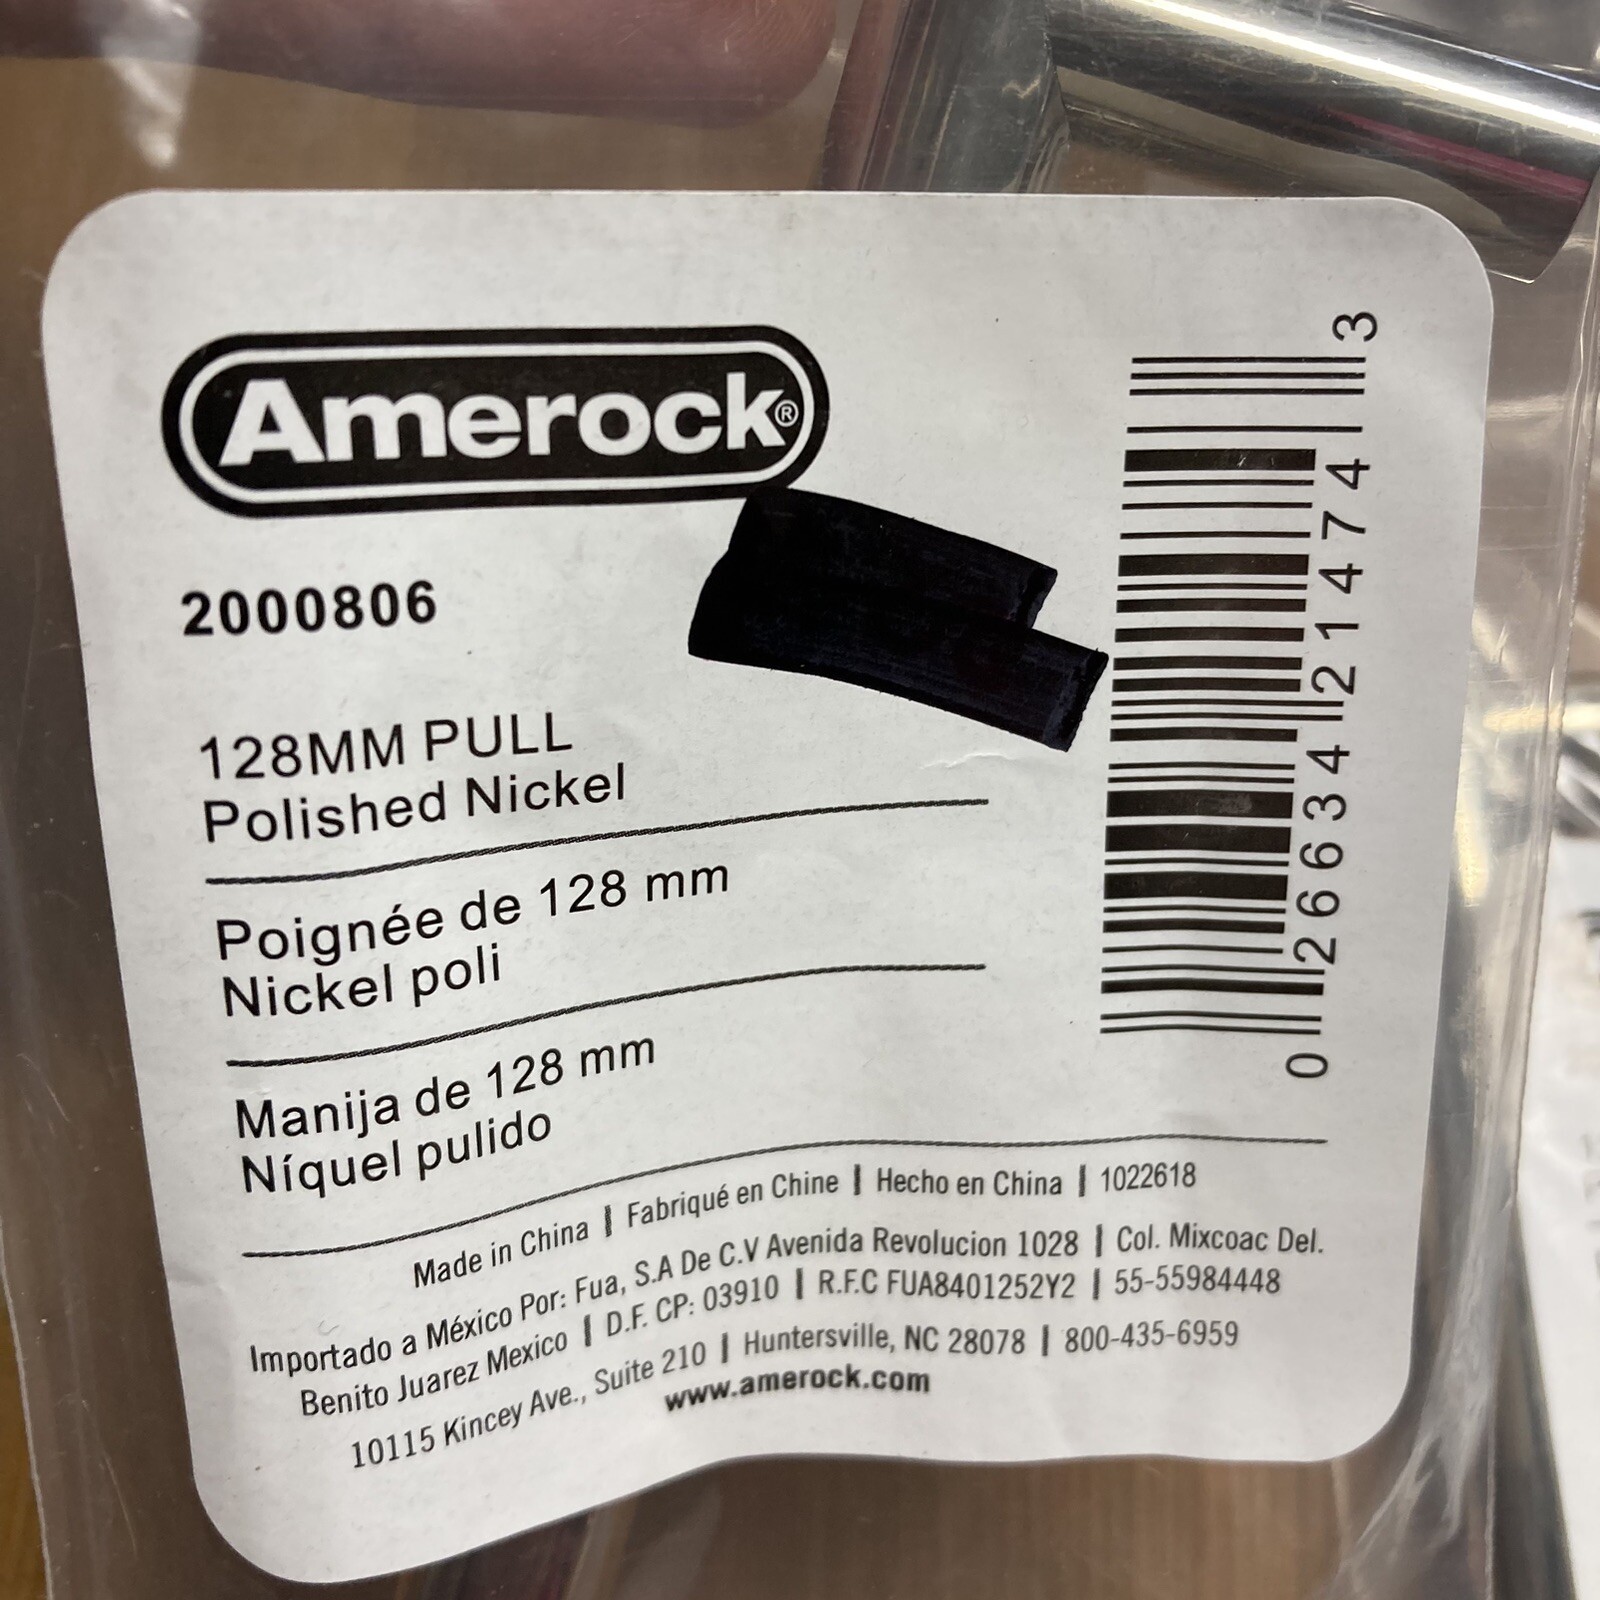 Amerock®
2000806
128MM PULL
Polished Nickel
Poignée de 128 mm
Nickel poli
Manija de 128 mm
Níquel pulido
Made in China | Fabriqué en Chine | Hecho en China | 1022618
Importado a México Por: Fua, S.A De C.V Avenida Revolucion 1028 | Col. Mixcoac Del.
Benito Juarez Mexico | D.F. CP: 03910 | R.F.C FUA8401252Y2 | 55-55984448
10115 Kincey Ave., Suite 210 | Huntersville, NC 28078 | 800-435-6959
www.amerock.com
0 26634 21474 3